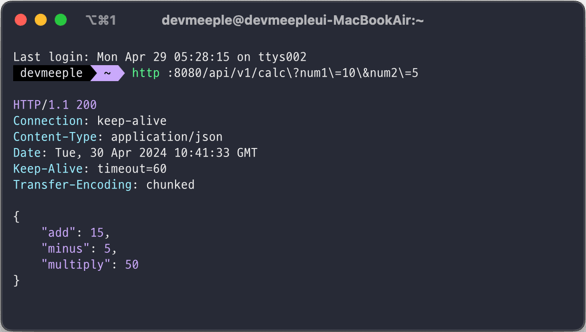 ⌥⌘1 devmeeple@devmeepleui-MacBookAir:~
Last login: Mon Apr 29 05:28:15 on ttys002
devmeeple ~ http :8080/api/v1/calc\?num1\=10\&num2\=5
HTTP/1.1 200
Connection: keep-alive
Content-Type: application/json
Date: Tue, 30 Apr 2024 10:41:33 GMT
Keep-Alive: timeout=60
Transfer-Encoding: chunked
{
    "add": 15,
    "minus": 5,
    "multiply": 50
}